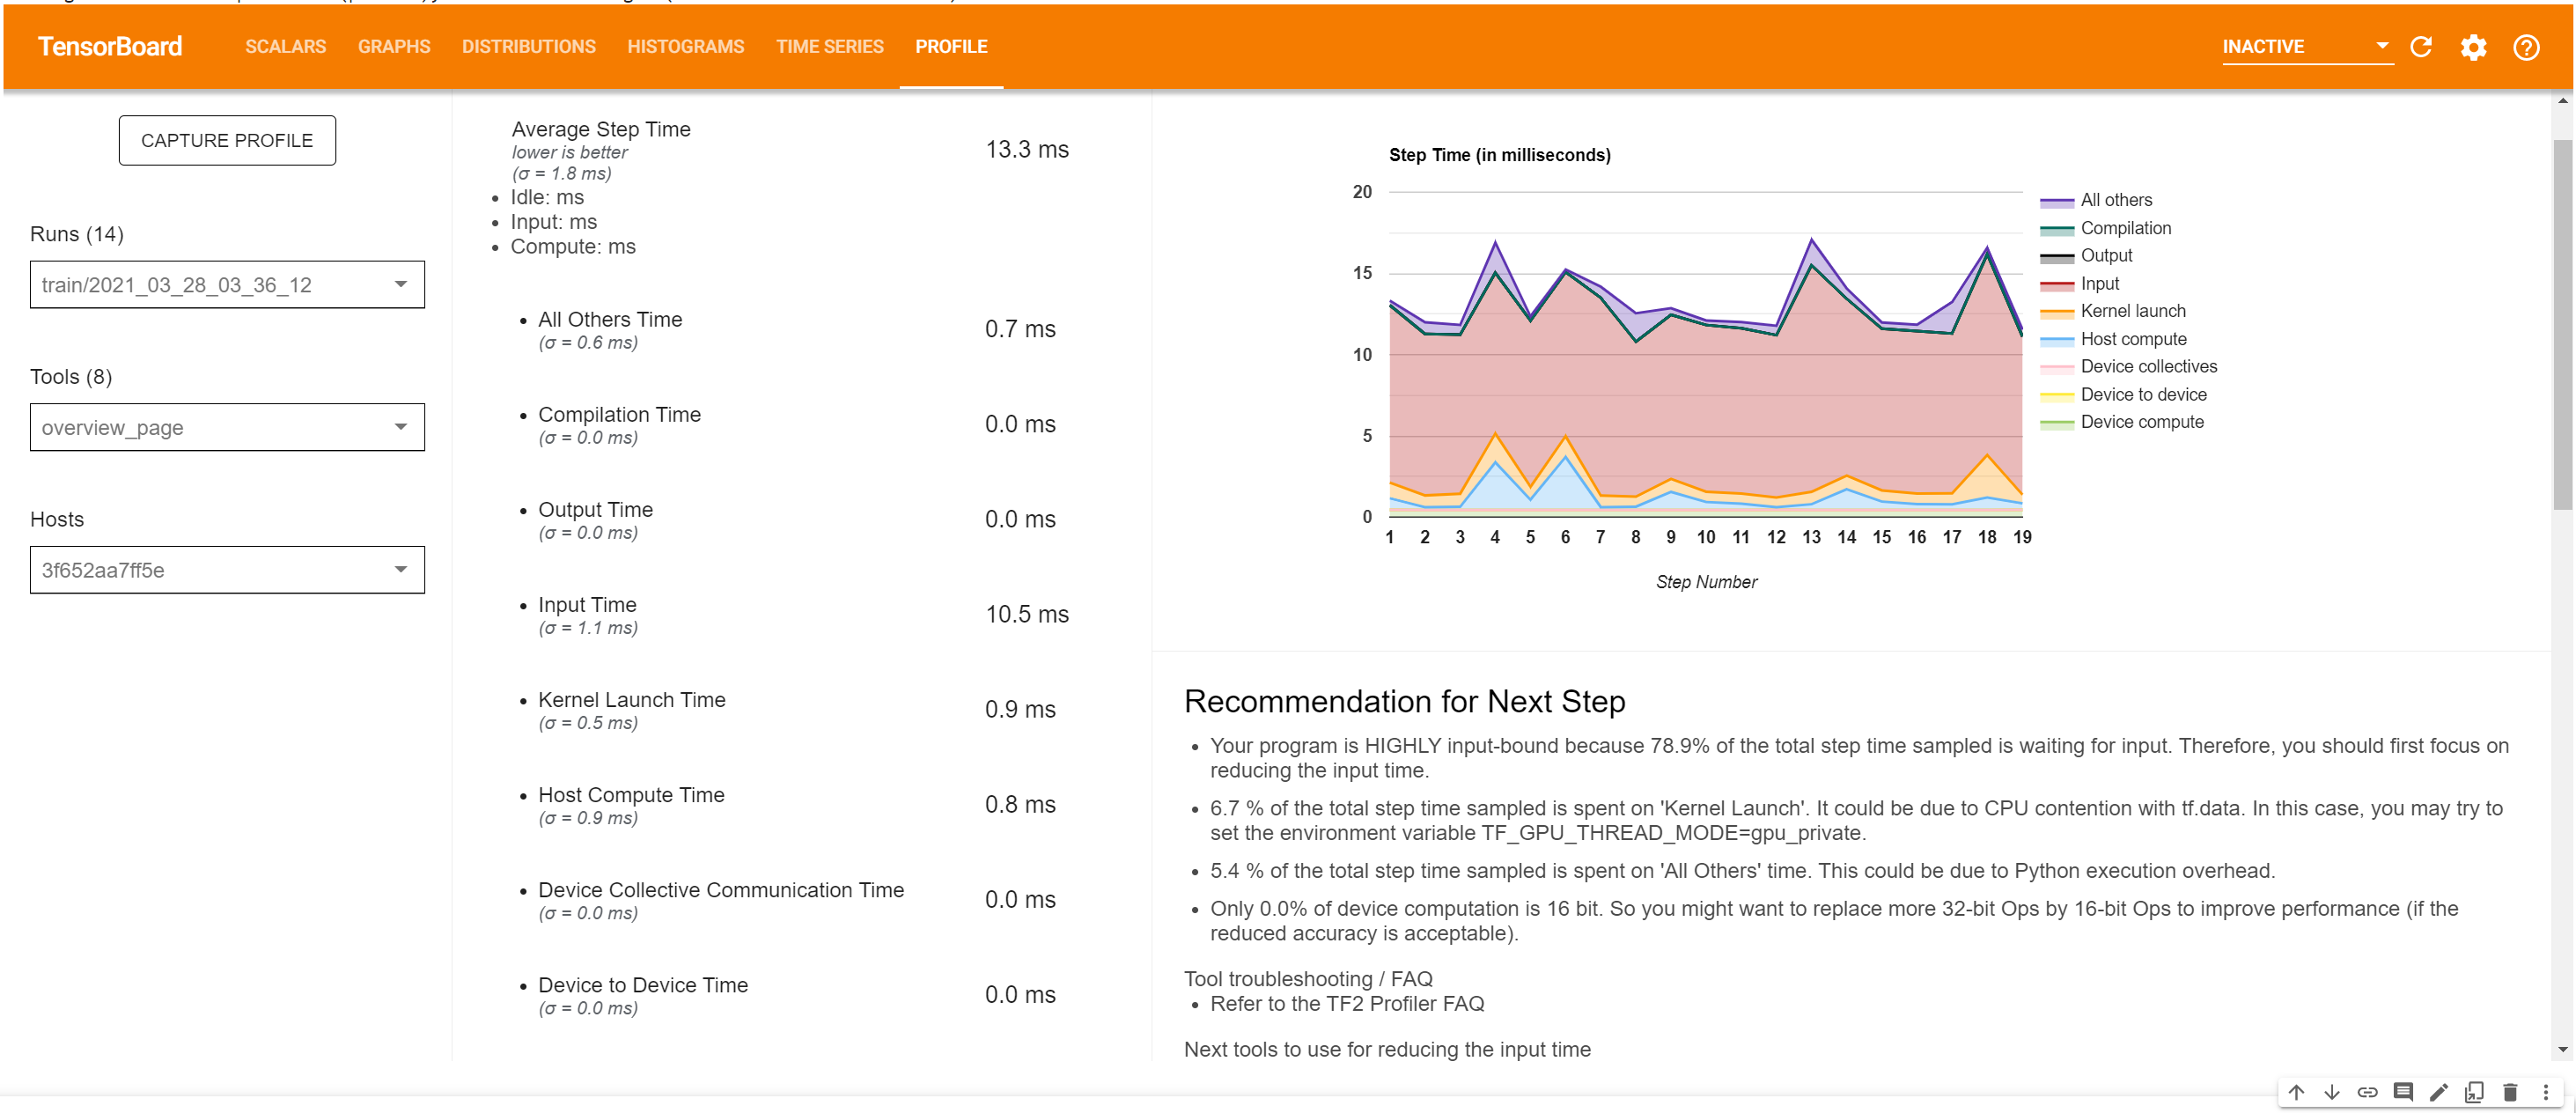 TensorBoard
SCALARS
GRAPHS
DISTRIBUTIONS
HISTOGRAMS
TIME SERIES
PROFILE
INACTIVE
CAPTURE PROFILE
Runs (14)
train/2021_03_28_03_36_12
Tools (8)
overview_page
Hosts
3f652aa7ff5e
Average Step Time
lower is better
(σ = 1.8 ms)
13.3 ms
• Idle: ms
• Input: ms
• Compute: ms
• All Others Time
(σ = 0.6 ms)
0.7 ms
• Compilation Time
(σ = 0.0 ms)
0.0 ms
• Output Time
(σ = 0.0 ms)
0.0 ms
• Input Time
(σ = 1.1 ms)
10.5 ms
• Kernel Launch Time
(σ = 0.5 ms)
0.9 ms
• Host Compute Time
(σ = 0.9 ms)
0.8 ms
• Device Collective Communication Time
(σ = 0.0 ms)
0.0 ms
• Device to Device Time
(σ = 0.0 ms)
0.0 ms
Step Time (in milliseconds)
20
15
10
5
0
1 2 3 4 5 6 7 8 9 10 11 12 13 14 15 16 17 18 19
Step Number
All others
Compilation
Output
Input
Kernel launch
Host compute
Device collectives
Device to device
Device compute
Recommendation for Next Step
• Your program is HIGHLY input-bound because 78.9% of the total step time sampled is waiting for input. Therefore, you should first focus on
reducing the input time.
• 6.7 % of the total step time sampled is spent on 'Kernel Launch'. It could be due to CPU contention with tf.data. In this case, you may try to
set the environment variable TF_GPU_THREAD_MODE=gpu_private.
• 5.4 % of the total step time sampled is spent on 'All Others' time. This could be due to Python execution overhead.
• Only 0.0% of device computation is 16 bit. So you might want to replace more 32-bit Ops by 16-bit Ops to improve performance (if the
reduced accuracy is acceptable).
Tool troubleshooting / FAQ
• Refer to the TF2 Profiler FAQ
Next tools to use for reducing the input time